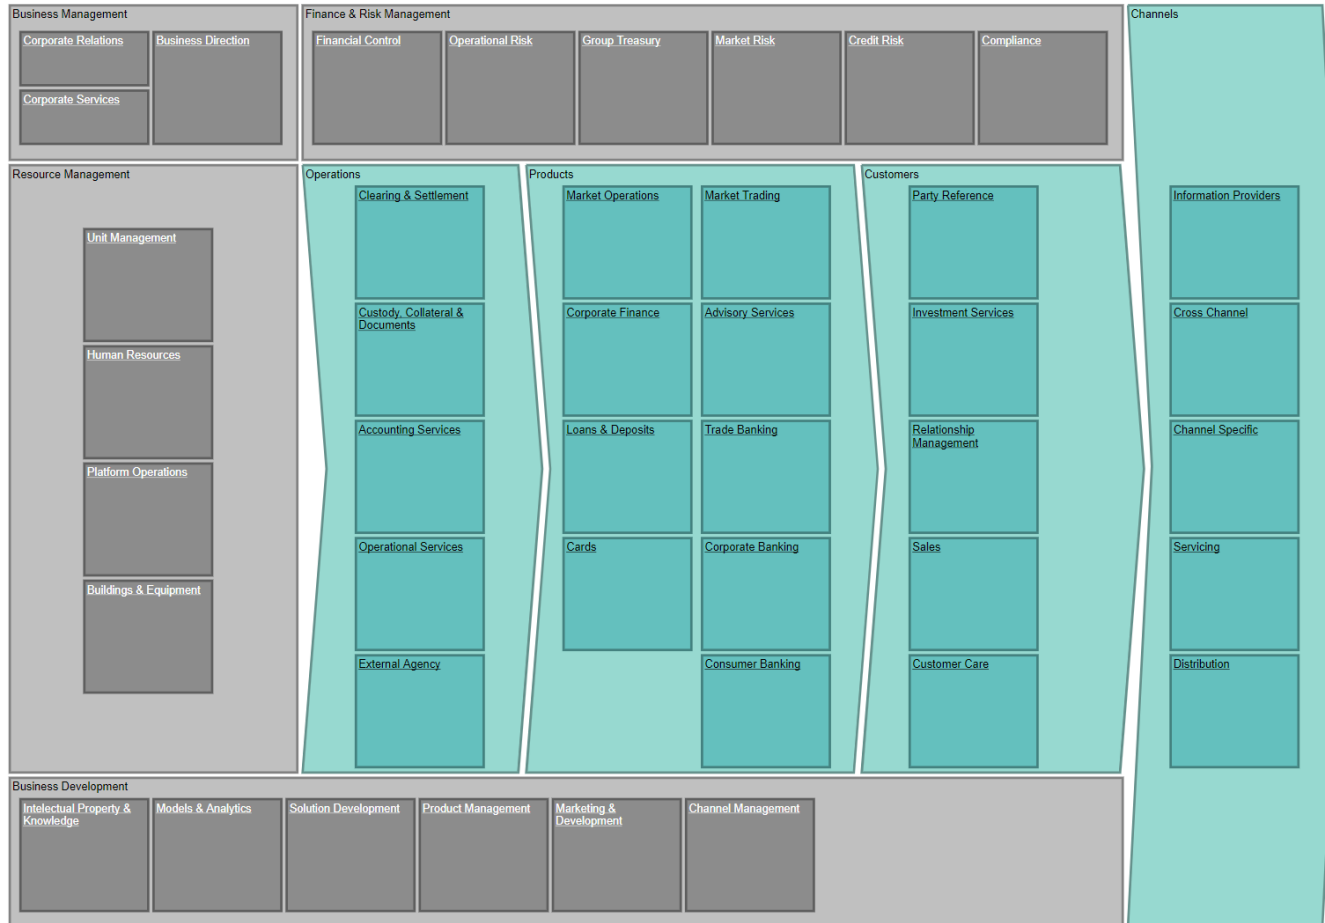 Business Management
Corporate Relations
Business Direction
Corporate Services
Finance & Risk Management
Financial Control
Operational Risk
Group Treasury
Market Risk
Credit Risk
Compliance
Channels
Information Providers
Cross Channel
Channel Specific
Servicing
Distribution
Resource Management
Unit Management
Human Resources
Platform Operations
Buildings & Equipment
Operations
Clearing & Settlement
Custody, Collateral &
Documents
Accounting Services
Operational Services
External Agency
Products
Market Operations
Market Trading
Corporate Finance
Advisory Services
Loans & Deposits
Trade Banking
Cards
Corporate Banking
Consumer Banking
Customers
Party Reference
Investment Services
Relationship
Management
Sales
Customer Care
Business Development
Intelectual Property &
Knowledge
Models & Analytics
Solution Development
Product Management
Marketing &
Development
Channel Management